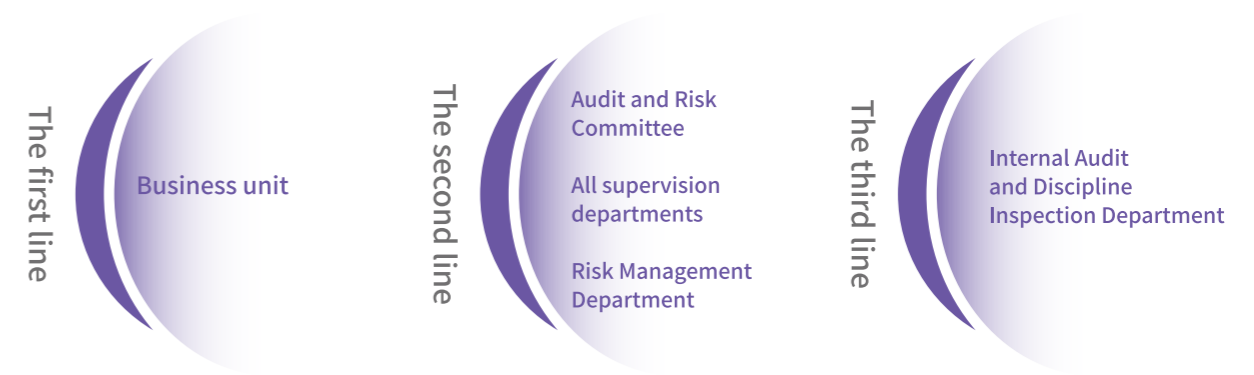 The first line
Business unit
The second line
Audit and Risk
Committee
All supervision
departments
Risk Management
Department
The third line
Internal Audit
and Discipline
Inspection Department